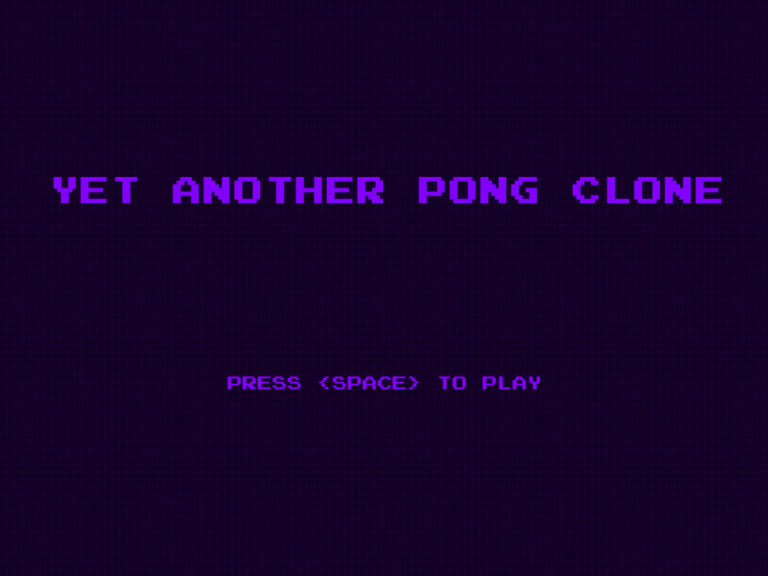 YET ANOTHER PONG CLONE
PRESS <SPACE> TO PLAY